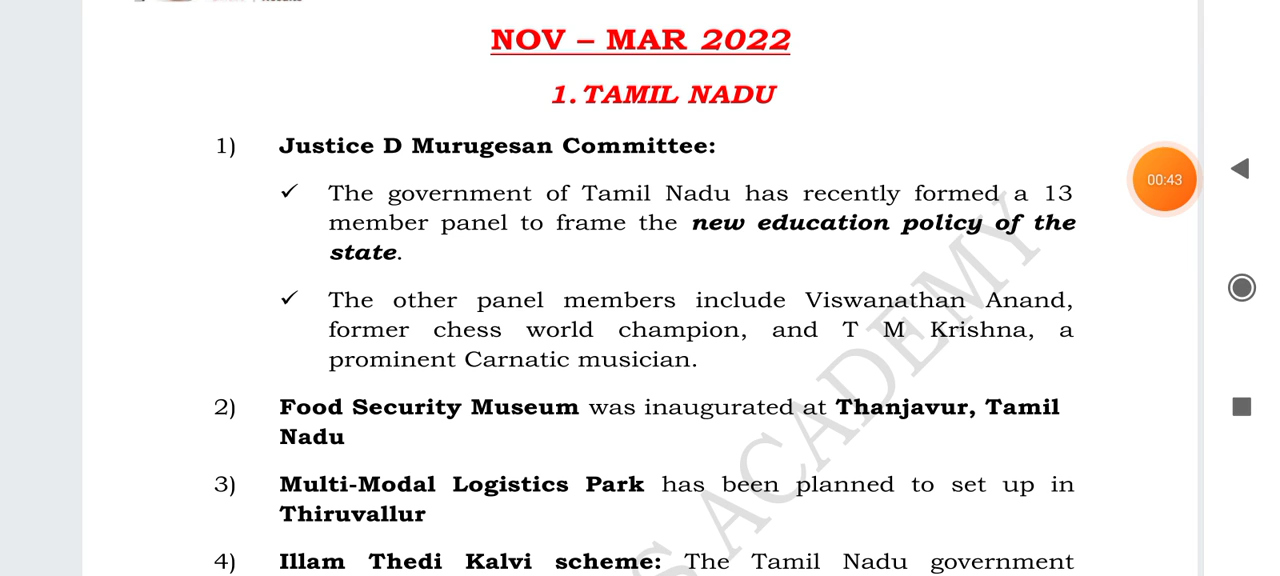 NOV – MAR 2022
1. TAMIL NADU
1) Justice D Murugesan Committee:
✓ The government of Tamil Nadu has recently formed a 13
member panel to frame the new education policy of the
state.
✓ The other panel members include Viswanathan Anand,
former chess world champion, and T M Krishna, a
prominent Carnatic musician.
2) Food Security Museum was inaugurated at Thanjavur, Tamil
Nadu
3) Multi-Modal Logistics Park has been planned to set up in
Thiruvallur
4) Illam Thedi Kalvi scheme: The Tamil Nadu government
00:43
S ACADEMY